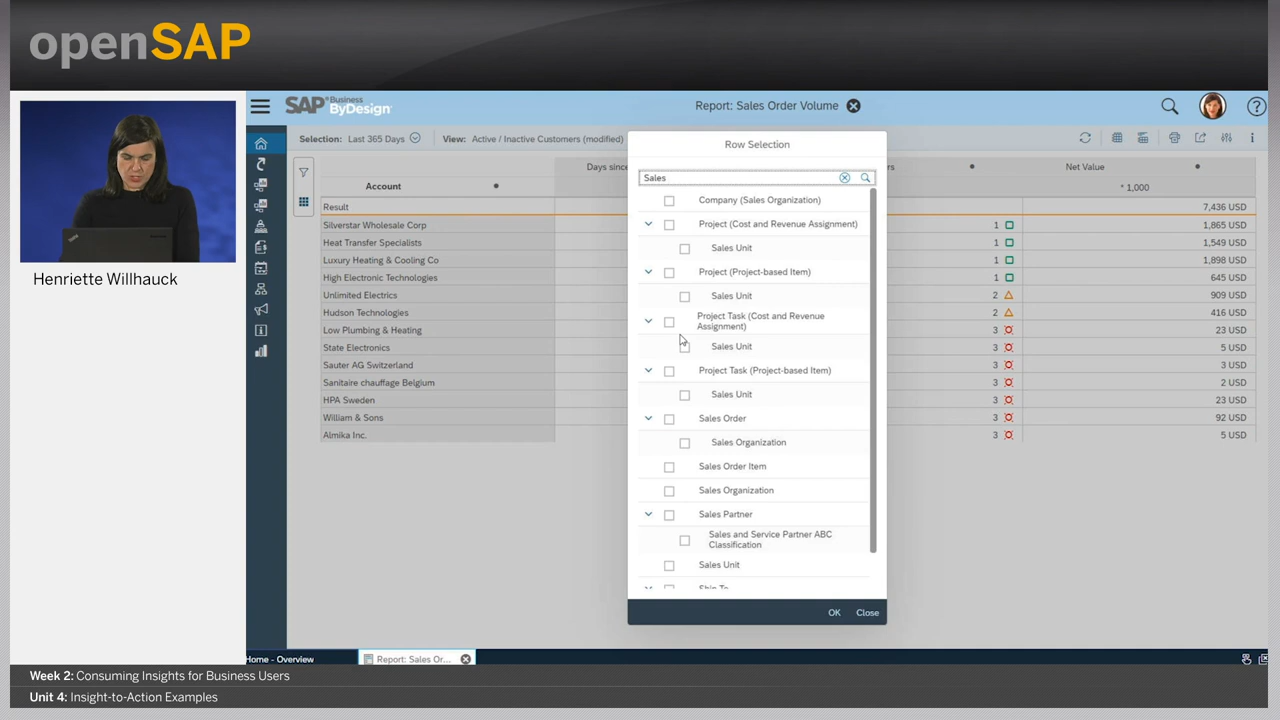 openSAP
Henriette Willhauck
SAP Business ByDesign
Report: Sales Order Volume
Selection: Last 365 Days
View: Active / Inactive Customers (modified)
Account
Days since
rs
Net Value
* 1,000
Result 7,436 USD
Silverstar Wholesale Corp 1 1,865 USD
Heat Transfer Specialists 1 1,549 USD
Luxury Heating & Cooling Co 1 1,898 USD
High Electronic Technologies 1 645 USD
Unlimited Electrics 2 909 USD
Hudson Technologies 2 416 USD
Low Plumbing & Heating 3 23 USD
State Electronics 3 5 USD
Sauter AG Switzerland 3 3 USD
Sanitaire chauffage Belgium 3 2 USD
HPA Sweden 3 23 USD
William & Sons 3 92 USD
Almika Inc. 3 5 USD
Row Selection
Sales
Company (Sales Organization)
Project (Cost and Revenue Assignment)
Sales Unit
Project (Project-based Item)
Sales Unit
Project Task (Cost and Revenue
Assignment)
Sales Unit
Project Task (Project-based Item)
Sales Unit
Sales Order
Sales Organization
Sales Order Item
Sales Organization
Sales Partner
Sales and Service Partner ABC
Classification
Sales Unit
Ship-To
OK Close
Home - Overview
Report: Sales Or...
Week 2: Consuming Insights for Business Users
Unit 4: Insight-to-Action Examples